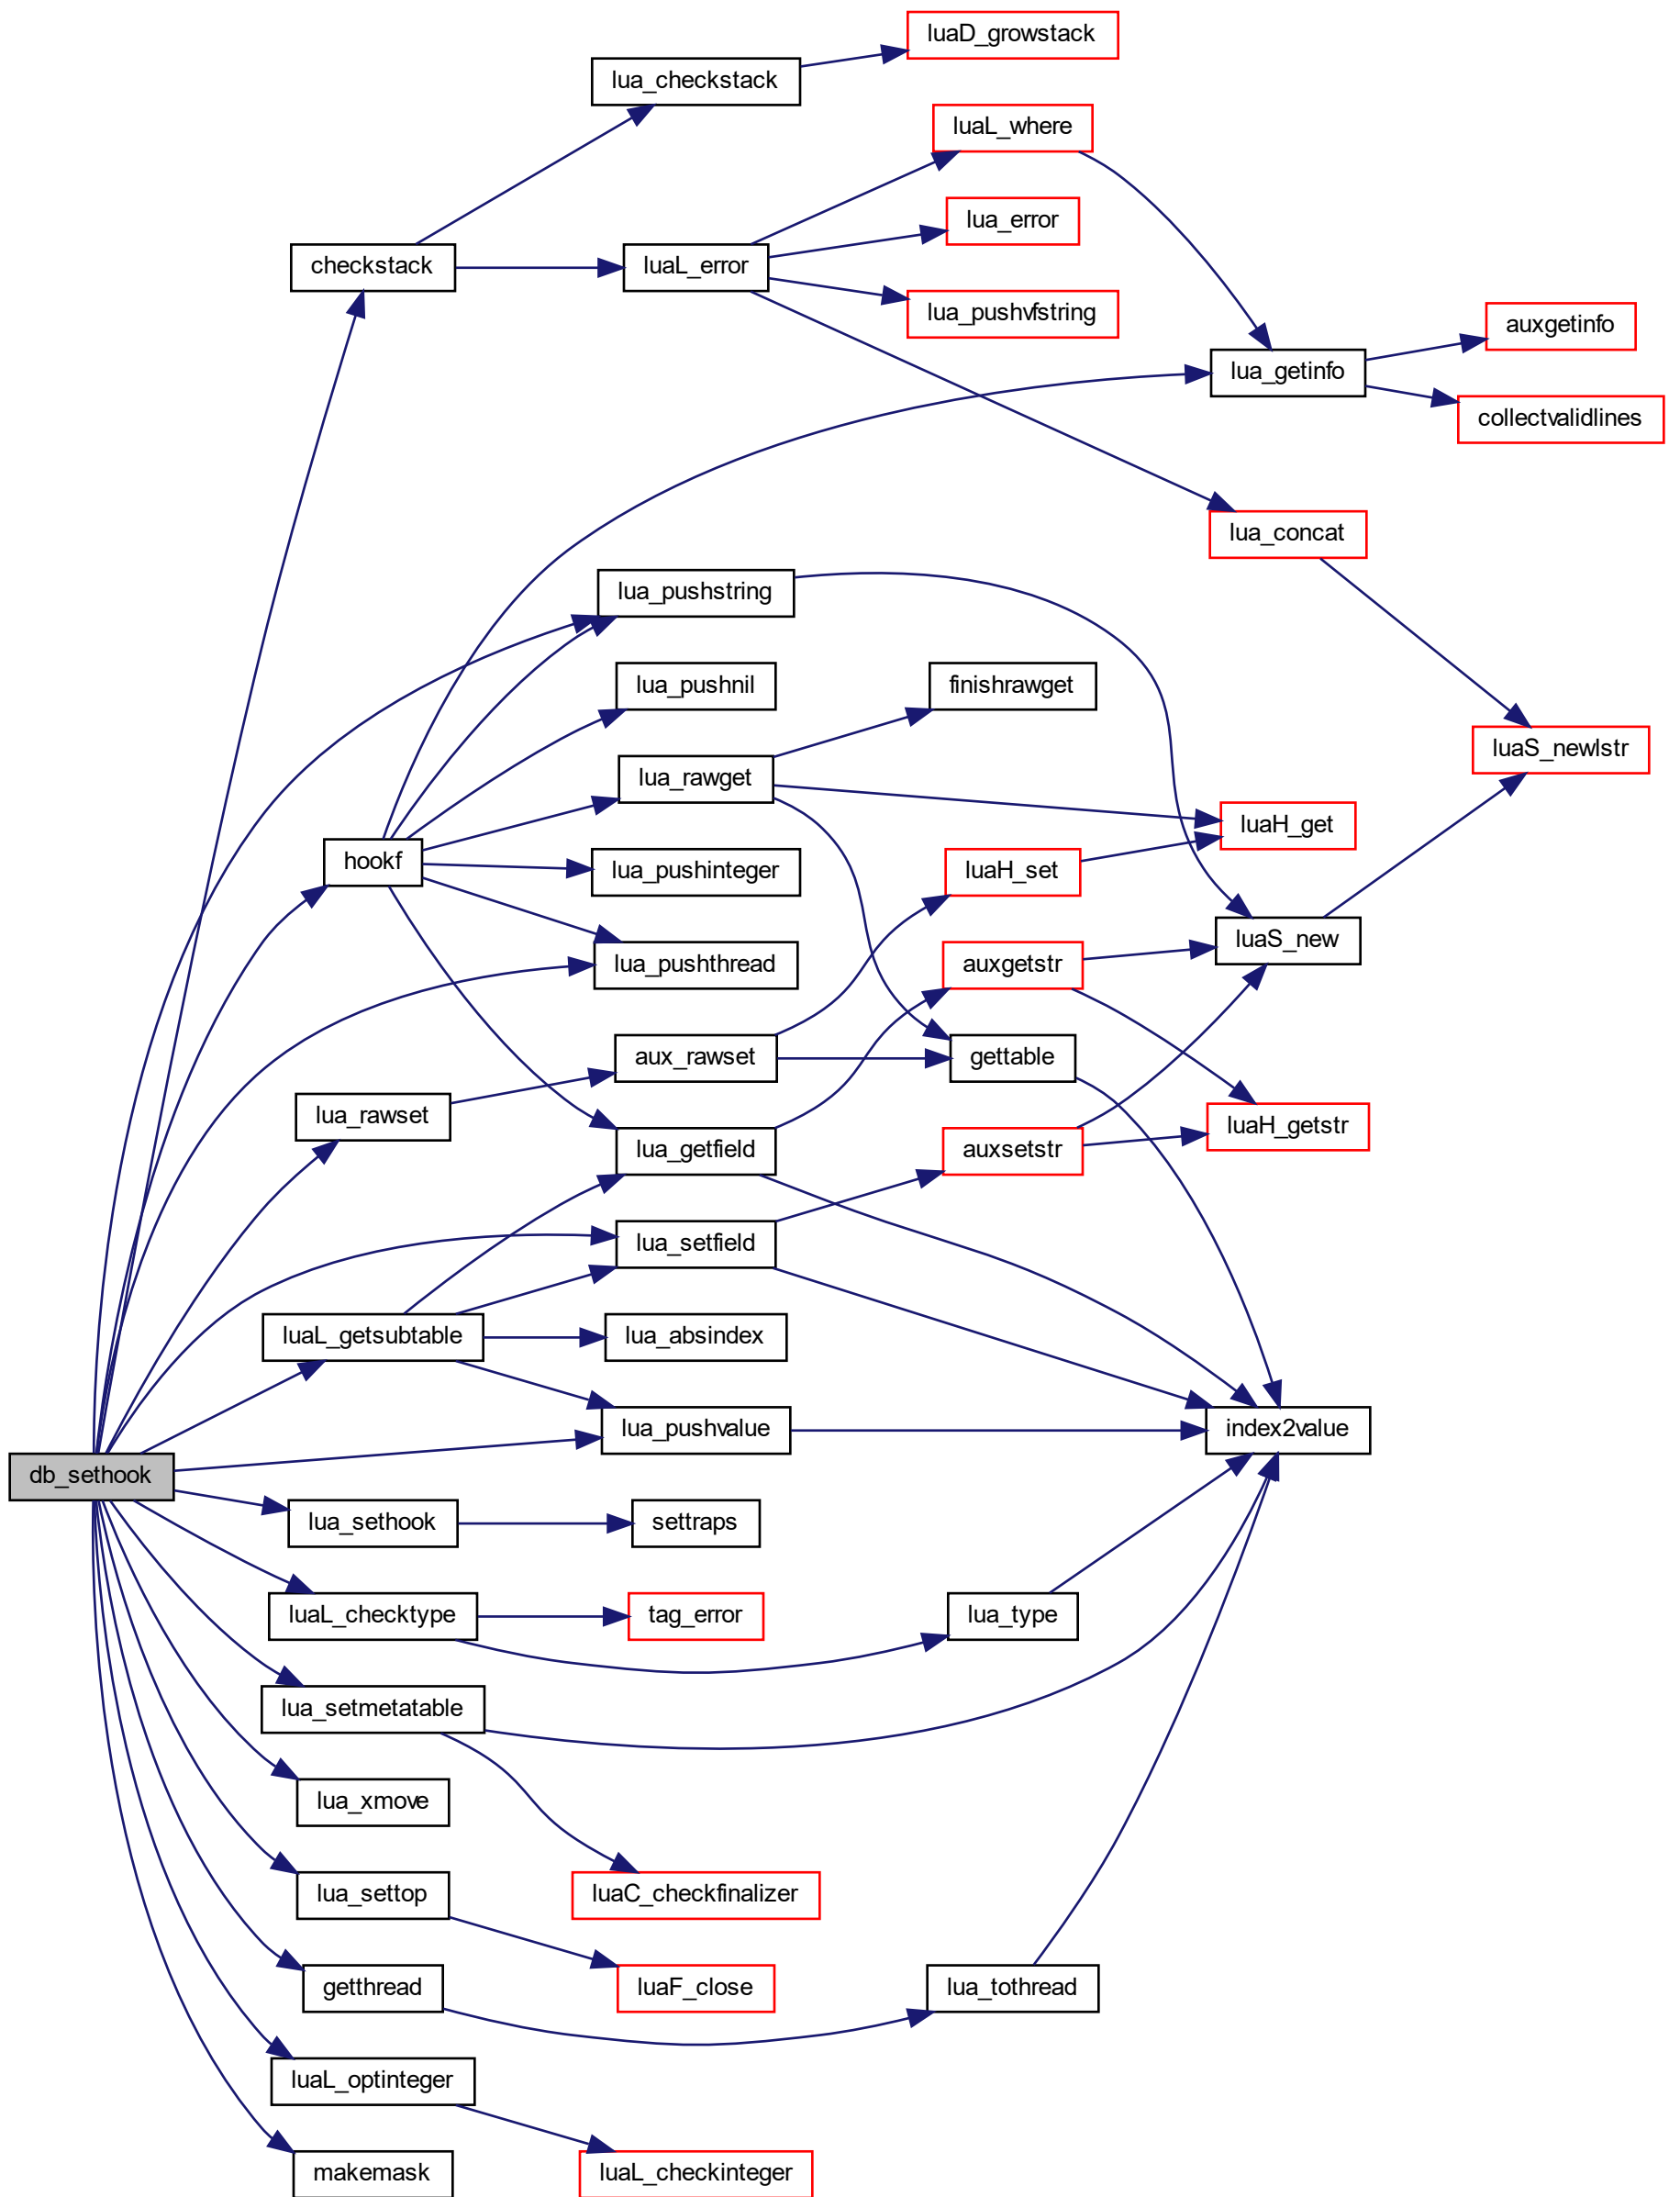 luaD_growstack
lua_checkstack
luaL_where
lua_error
checkstack
luaL_error
lua_pushvfstring
auxgetinfo
lua_getinfo
collectvalidlines
lua_concat
lua_pushstring
lua_pushnil
finishrawget
luaS_newlstr
lua_rawget
luaH_get
hookf
lua_pushinteger
luaH_set
luaS_new
lua_pushthread
auxgetstr
aux_rawset
gettable
lua_rawset
lua_getfield
auxsetstr
luaH_getstr
lua_setfield
luaL_getsubtable
lua_absindex
lua_pushvalue
index2value
db_sethook
lua_sethook
settraps
luaL_checktype
tag_error
lua_type
lua_setmetatable
lua_xmove
lua_settop
luaC_checkfinalizer
getthread
luaF_close
lua_tothread
luaL_optinteger
makemask
luaL_checkinteger